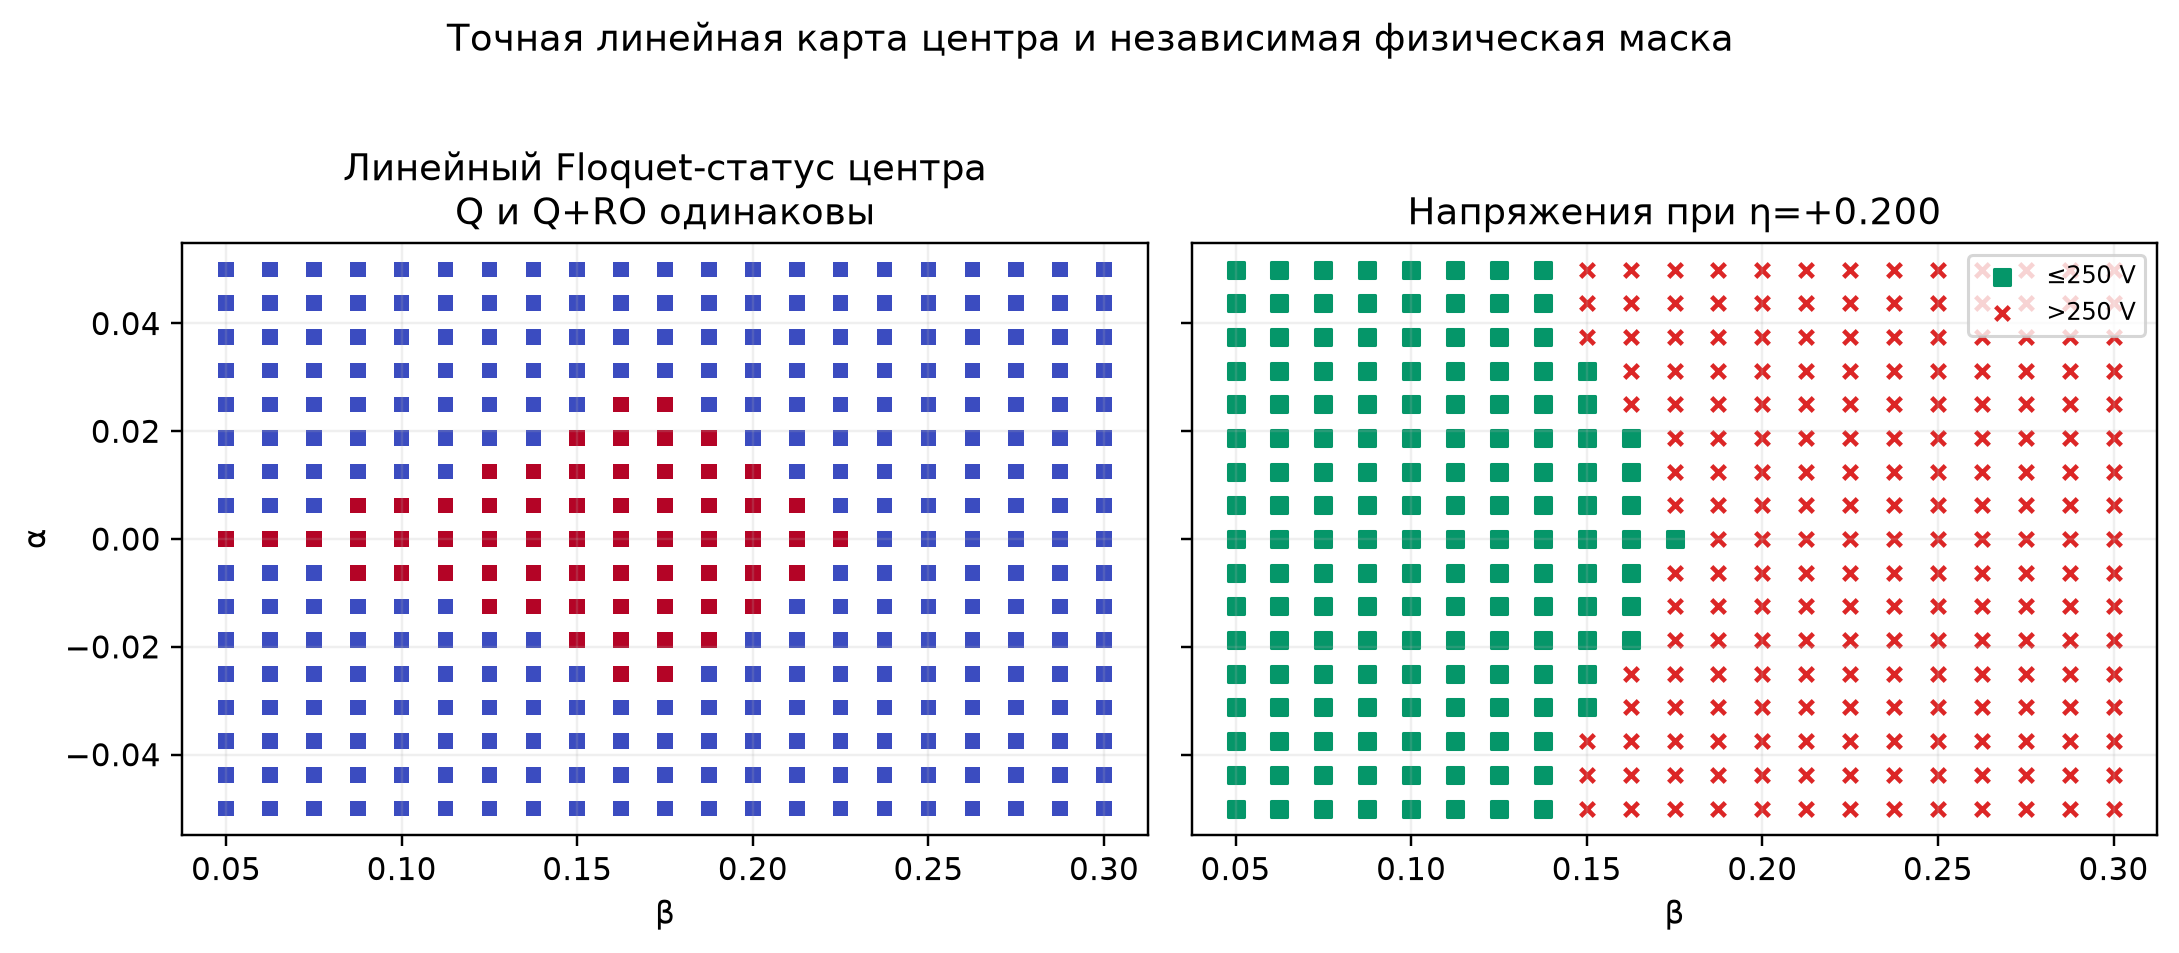 Точная линейная карта центра и независимая физическая маска
Линейный Floquet-статус центра
Q и Q+RO одинаковы
α
0.04
0.02
0.00
−0.02
−0.04
0.05 0.10 0.15 0.20 0.25 0.30
β
Напряжения при η=+0.200
≤250 V
>250 V
0.05 0.10 0.15 0.20 0.25 0.30
β